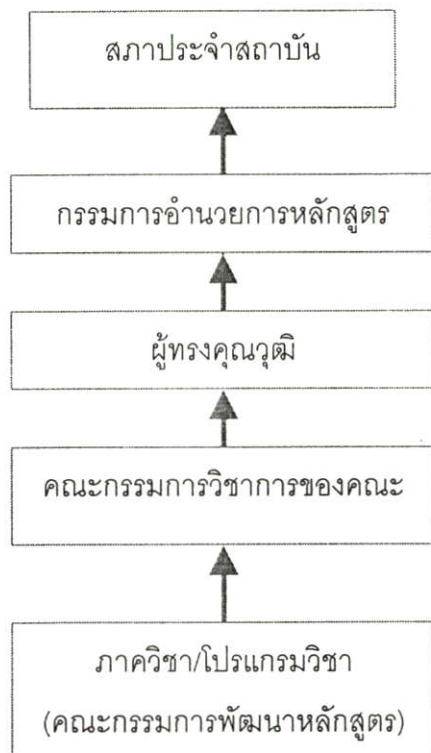 สภาประจำสถาบัน
กรรมการอำนวยการหลักสูตร
ผู้ทรงคุณวุฒิ
คณะกรรมการวิชาการของคณะ
ภาควิชา/โปรแกรมวิชา
(คณะกรรมการพัฒนาหลักสูตร)